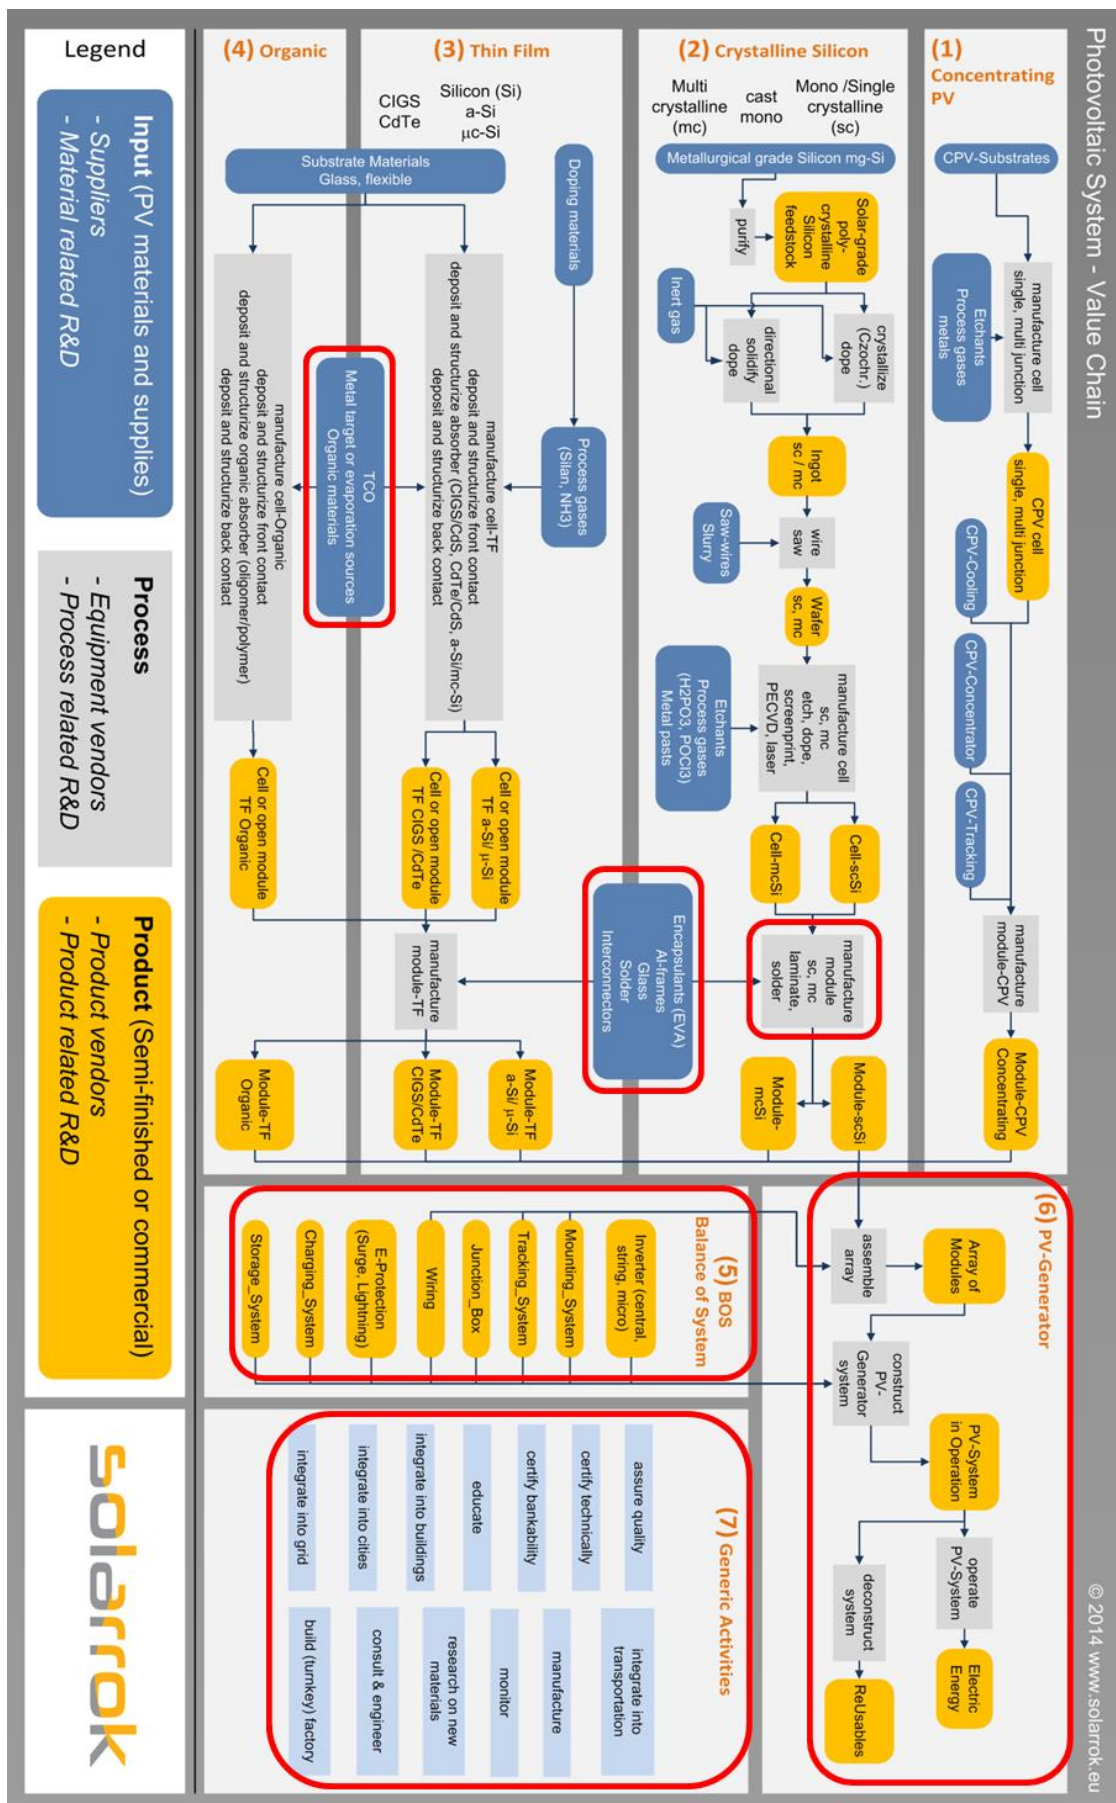 Photovoltaic System - Value Chain
© 2014 www.solarrok.eu
(1)
Concentrating
PV
CPV-Substrates
manufacture cell
single, multi junction
Etchants
Process gases
metals
CPV cell
single, multi junction
CPV-Cooling
CPV-Concentrator
CPV-Tracking
manufacture
module-CPV
Module-CPV
Concentrating
(2) Crystalline Silicon
Mono /Single
crystalline
(sc)
cast
mono
Multi
crystalline
(mc)
Metallurgical grade Silicon mg-Si
purify
Solar-grade
poly-
crystalline
Silicon
feedstock
Inert gas
crystallize
(Czochr.)
dope
directional
solidify
dope
Ingot
sc / mc
Saw-wires
Slurry
wire
saw
Wafer
sc, mc
Etchants
Process gases
(H2PO3, POCl3)
Metal pasts
manufacture cell
sc, mc
etch, dope,
screenprint,
PECVD, laser
Cell-scSi
Cell-mcSi
manufacture
module
sc, mc
laminate,
solder
Encapsulants (EVA)
Al-frames
Glass
Solder
Interconnectors
Module-scSi
Module-
mcSi
(3) Thin Film
Silicon (Si)
a-Si
µc-Si
CIGS
CdTe
Doping materials
Process gases
(Silan, NH3)
Substrate Materials
Glass, flexible
manufacture cell-TF
deposit and structurize front contact
deposit and structurize absorber (CIGS/CdS, CdTe/CdS, a-Si/mc-Si)
deposit and structurize back contact
TCO
Metal target or evaporation sources
Organic materials
Cell or open module
TF a-Si/ µ-Si
Cell or open module
TF CIGS /CdTe
manufacture
module-TF
Module-TF
a-Si/ µ-Si
Module-TF
CIGS/CdTe
(4) Organic
manufacture cell-Organic
deposit and structurize front contact
deposit and structurize organic absorber (oligomer/polymer)
deposit and structurize back contact
Cell or open module
TF Organic
Module-TF
Organic
(5) BOS
Balance of System
Inverter (central,
string, micro)
Mounting_System
Tracking_System
Junction_Box
Wiring
E-Protection
(Surge, Lightning)
Charging_System
Storage_System
(6) PV-Generator
assemble
array
Array of
Modules
construct
PV-
Generator
system
PV-System
in Operation
operate
PV-System
Electric
Energy
deconstruct
system
ReUsables
(7) Generic Activities
assure quality
certify technically
certify bankability
educate
integrate into buildings
integrate into cities
integrate into grid
integrate into
transportation
manufacture
monitor
research on new
materials
consult & engineer
build (turnkey) factory
Legend
Input (PV materials and supplies)
- Suppliers
- Material related R&D
Process
- Equipment vendors
- Process related R&D
Product (Semi-finished or commercial)
- Product vendors
- Product related R&D
solarrok